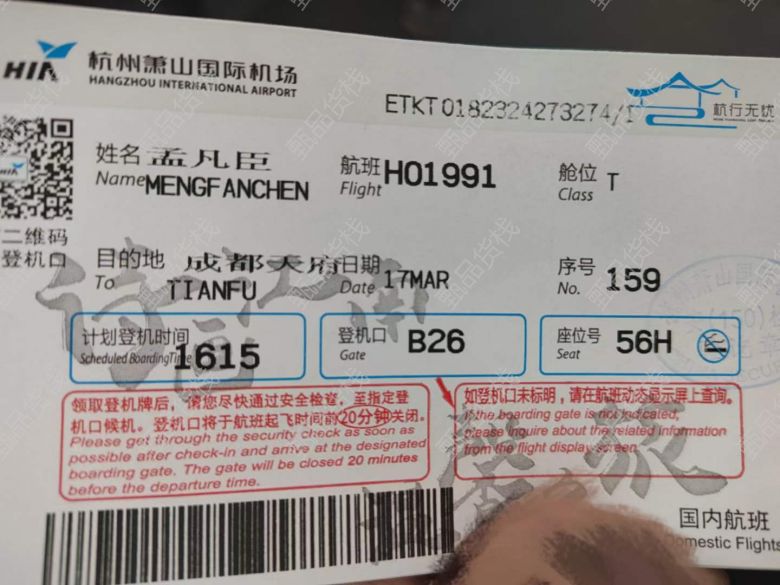 HIA 杭州萧山国际机场
HANGZHOU INTERNATIONAL AIRPORT
ETKT0182324273274/1
杭行无忧
姓名 孟凡臣 航班 HO1991 舱位 T
Name MENGFANCHEN Flight Class
二维码
登机口
目的地 成都天府 日期 17MAR 序号 159
To TIANFU Date No.
诗画江南
计划登机时间 1615 登机口 B26 座位号 56H
Scheduled Boarding Time Gate Seat
领取登机牌后,请您尽快通过安全检查,至指定登
机口候机。登机口将于航班起飞时间前20分钟关闭。
Please get through the security check as soon as
possible after check-in and arrive at the designated
boarding gate. The gate will be closed 20 minutes
before the departure time.
如登机口未标明,请在航班动态显示屏上查询。
If the boarding gate is not indicated,
please inquire about the related information
from the flight display screen.
国内航班
Domestic Flights